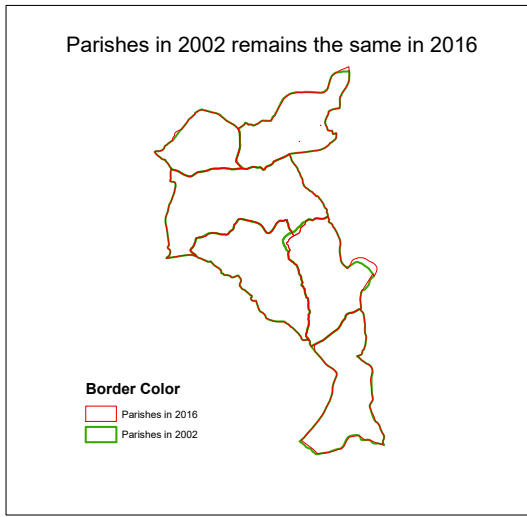 Parishes in 2002 remains the same in 2016
Border Color
Parishes in 2016
Parishes in 2002